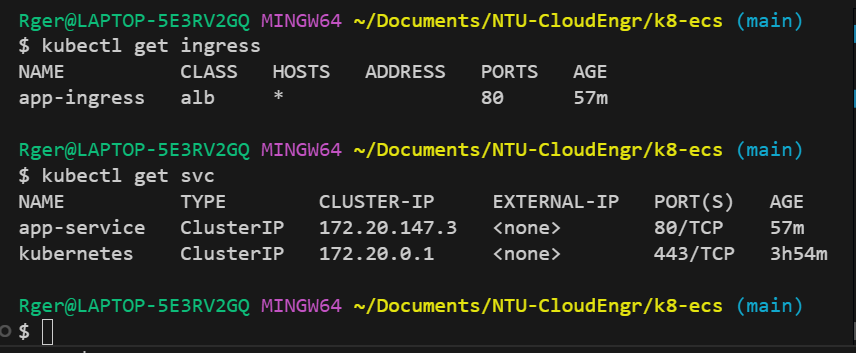 Rger@LAPTOP-5E3RV2GQ MINGW64 ~/Documents/NTU-CloudEngr/k8-ecs (main)
$ kubectl get ingress
NAME CLASS HOSTS ADDRESS PORTS AGE
app-ingress alb * 80 57m
Rger@LAPTOP-5E3RV2GQ MINGW64 ~/Documents/NTU-CloudEngr/k8-ecs (main)
$ kubectl get svc
NAME TYPE CLUSTER-IP EXTERNAL-IP PORT(S) AGE
app-service ClusterIP 172.20.147.3 <none> 80/TCP 57m
kubernetes ClusterIP 172.20.0.1 <none> 443/TCP 3h54m
Rger@LAPTOP-5E3RV2GQ MINGW64 ~/Documents/NTU-CloudEngr/k8-ecs (main)
$